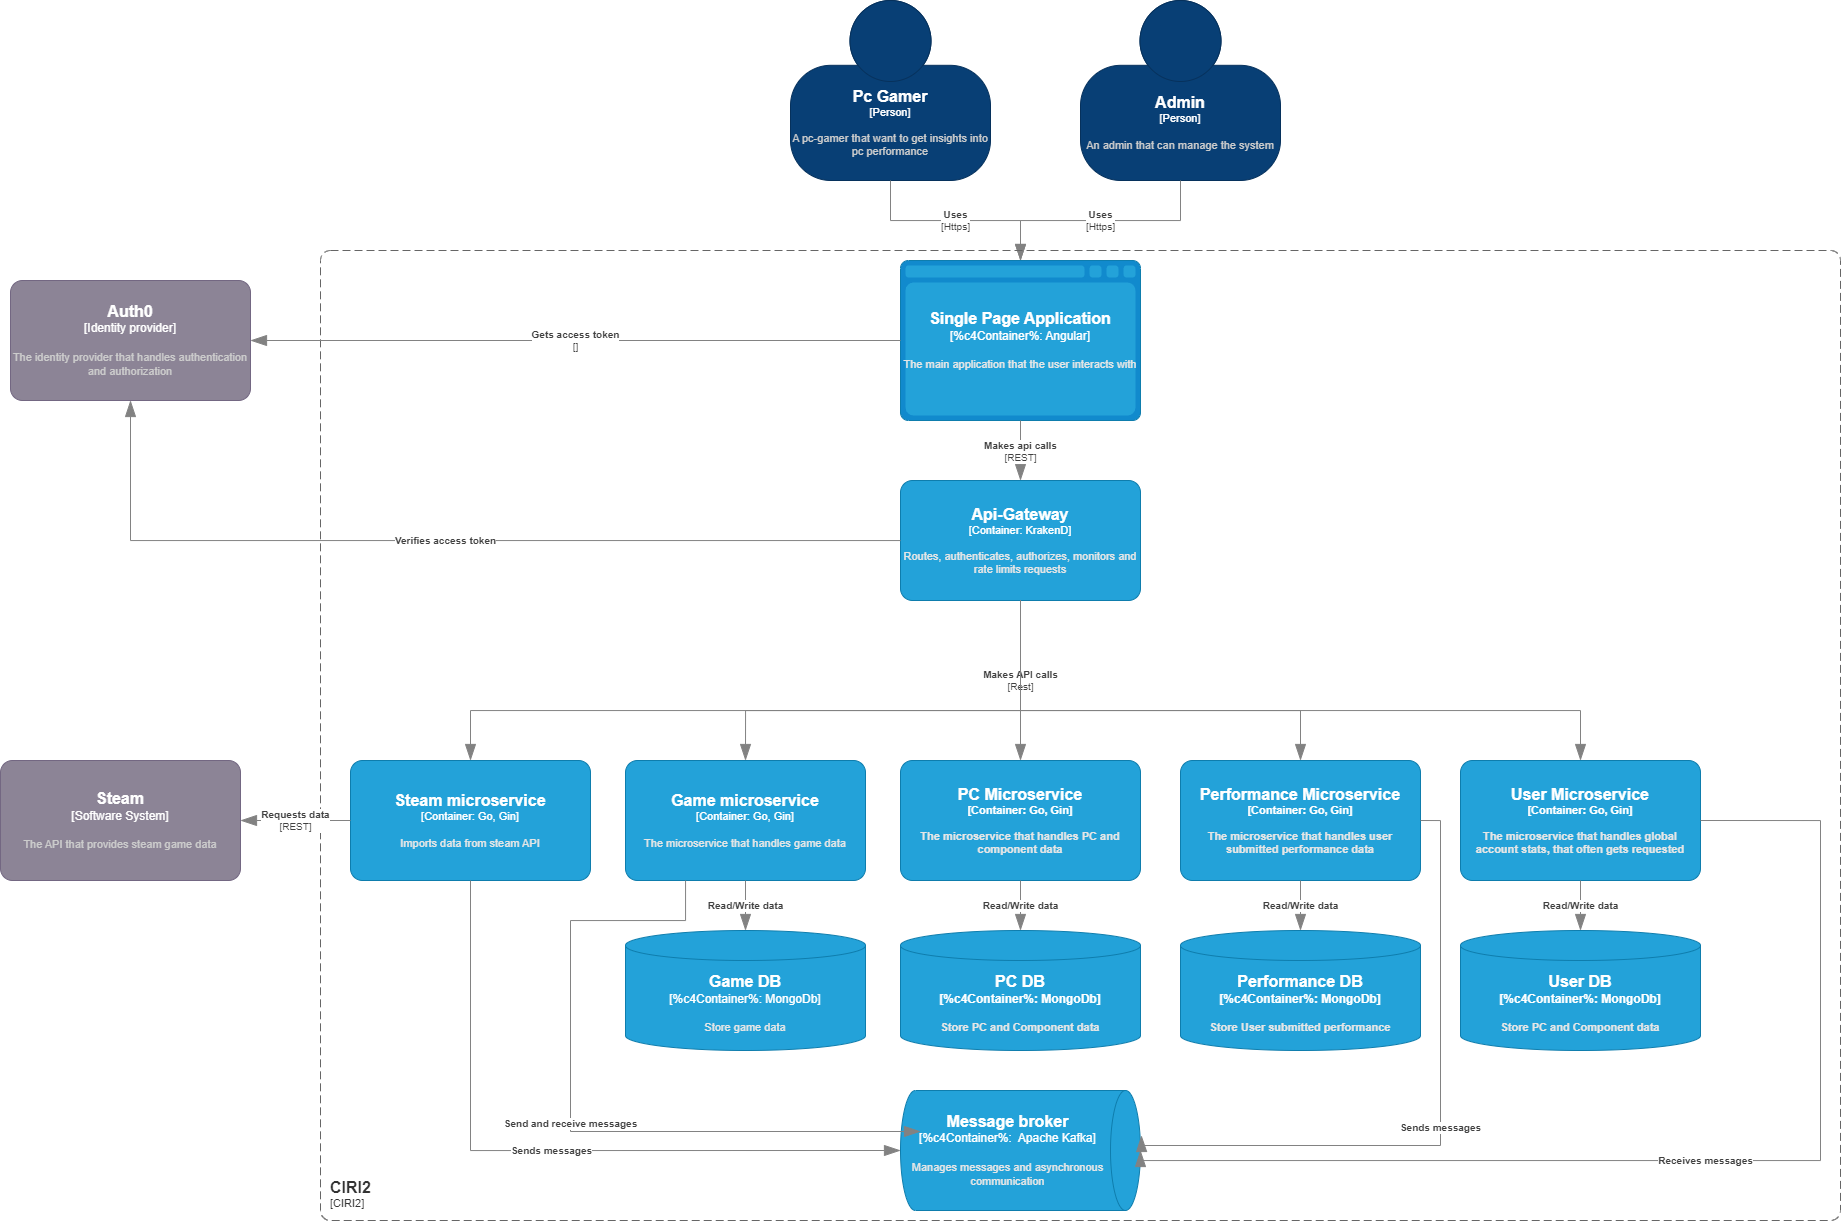 Pc Gamer
[Person]
A pc-gamer that want to get insights into
pc performance
Admin
[Person]
An admin that can manage the system
Uses
[Https]
Uses
[Https]
Auth0
[Identity provider]
The identity provider that handles authentication
and authorization
Gets access token
[]
Single Page Application
[%c4Container%: Angular]
The main application that the user interacts with
Makes api calls
[REST]
Api-Gateway
[Container: KrakenD]
Routes, authenticates, authorizes, monitors and
rate limits requests
Verifies access token
Makes API calls
[Rest]
Steam
[Software System]
The API that provides steam game data
Requests data
[REST]
Steam microservice
[Container: Go, Gin]
Imports data from steam API
Game microservice
[Container: Go, Gin]
The microservice that handles game data
PC Microservice
[Container: Go, Gin]
The microservice that handles PC and
component data
Performance Microservice
[Container: Go, Gin]
The microservice that handles user
submitted performance data
User Microservice
[Container: Go, Gin]
The microservice that handles global
account stats, that often gets requested
Read/Write data
Read/Write data
Read/Write data
Read/Write data
Game DB
[%c4Container%: MongoDb]
Store game data
PC DB
[%c4Container%: MongoDb]
Store PC and Component data
Performance DB
[%c4Container%: MongoDb]
Store User submitted performance
User DB
[%c4Container%: MongoDb]
Store PC and Component data
Send and receive messages
Sends messages
Message broker
[%c4Container%:  Apache Kafka]
Manages messages and asynchronous
communication
Sends messages
Receives messages
CIRI2
[CIRI2]